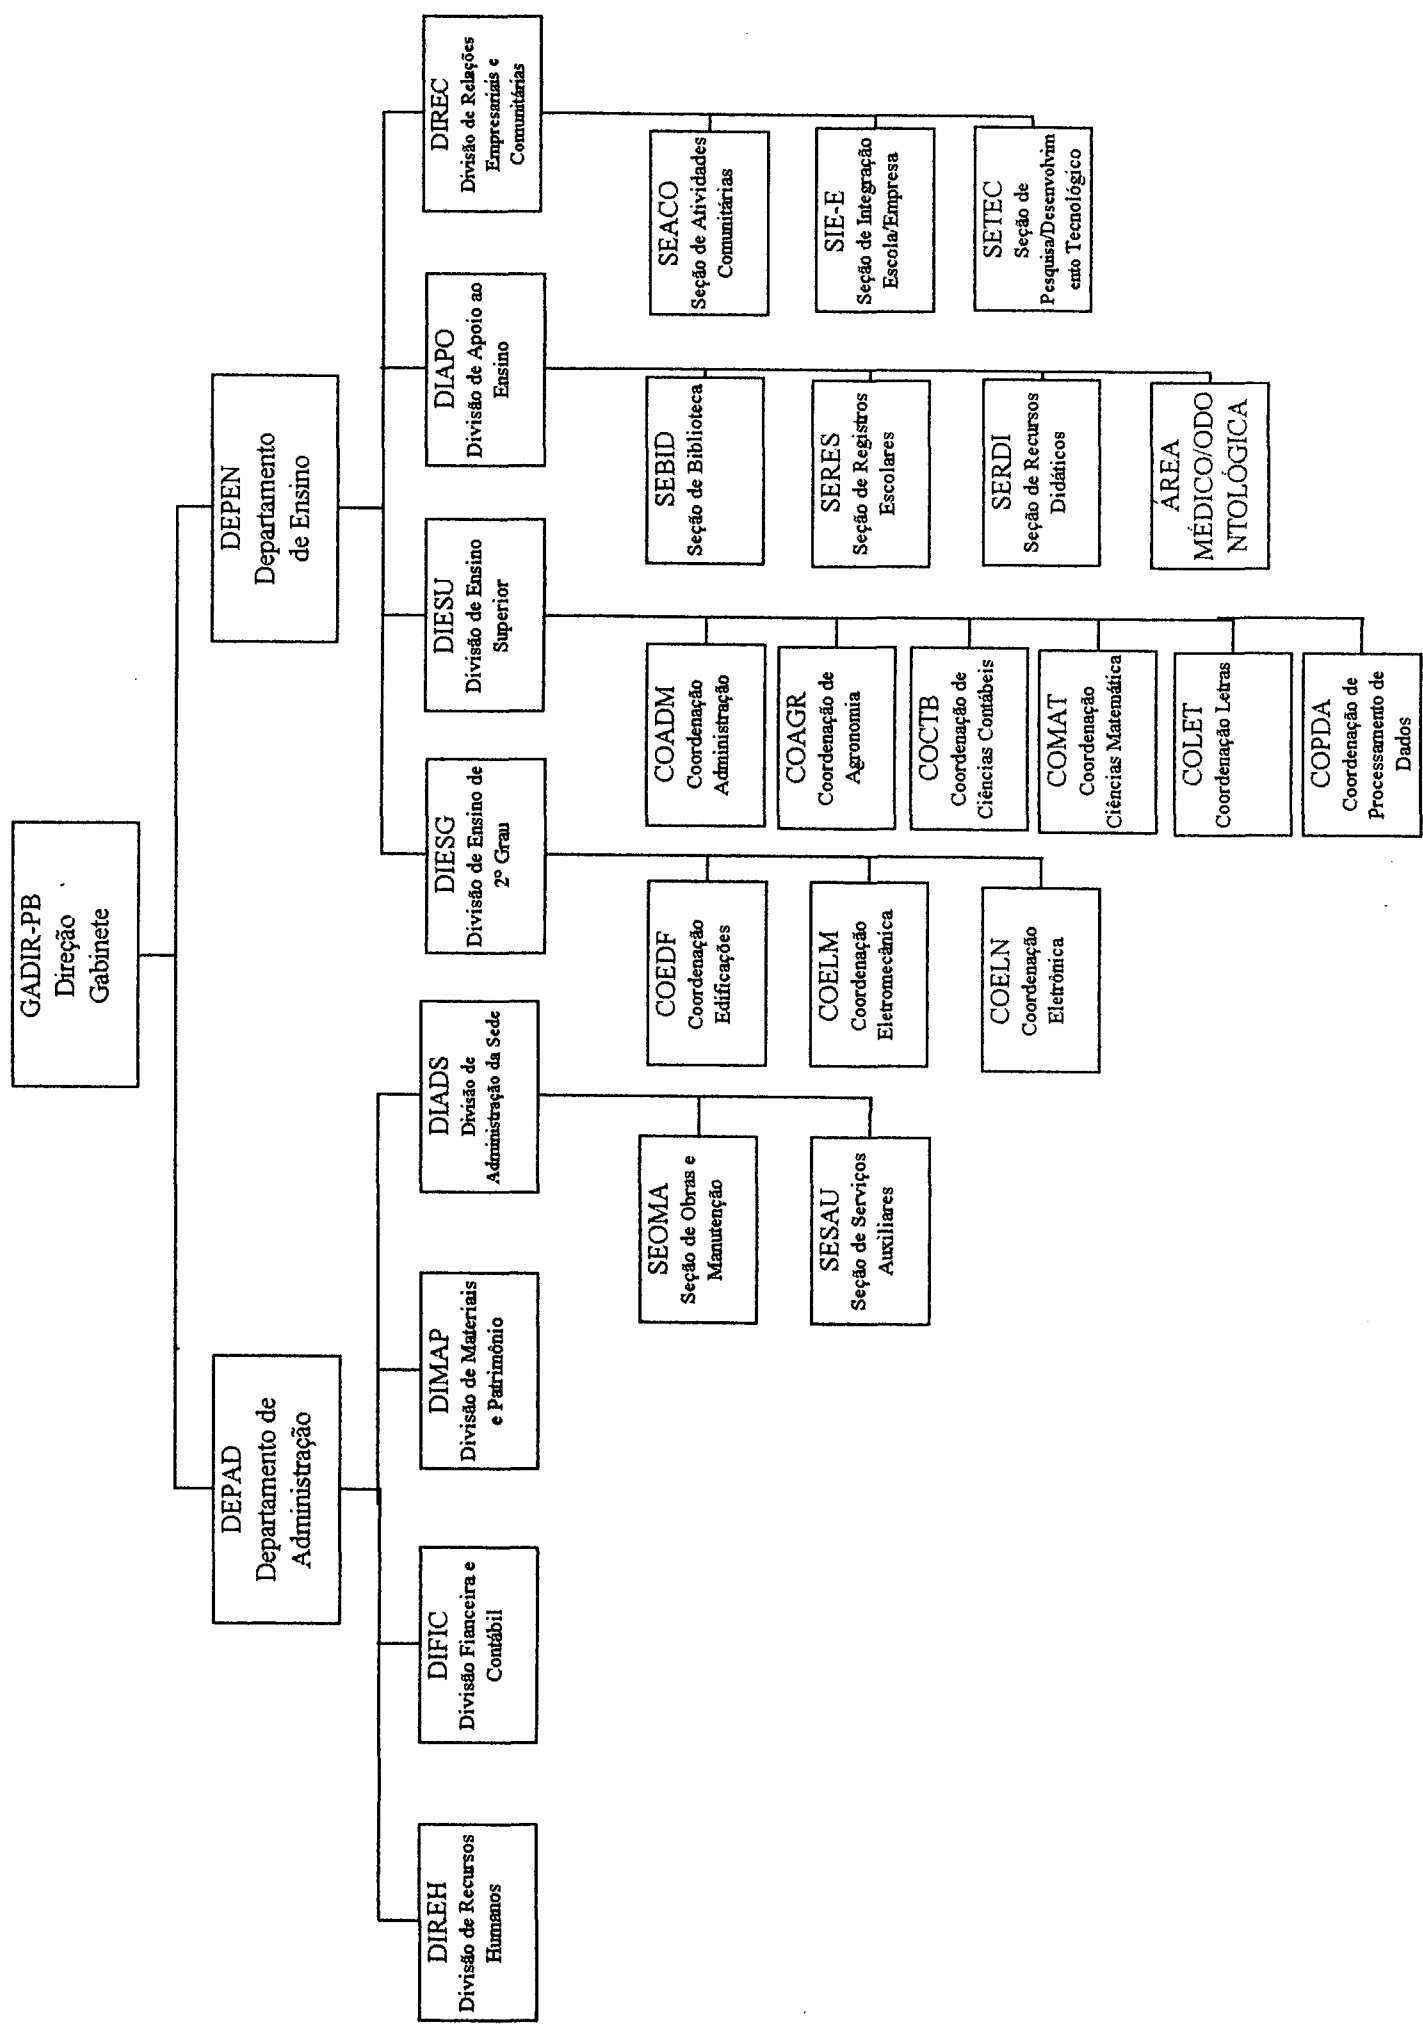 GADIR-PB
Direção
Gabinete
DEPAD
Departamento de
Administração
DEPEN
Departamento
de Ensino
DIREH
Divisão de Recursos
Humanos
DIFIC
Divisão Fianceira e
Contábil
DIMAP
Divisão de Materiais
e Patrimônio
DIADS
Divisão de
Administração da Sede
DIESG
Divisão de Ensino de
2º Grau
DIESU
Divisão de Ensino
Superior
DIAPO
Divisão de Apoio ao
Ensino
DIREC
Divisão de Relações
Empresariais e
Comunitárias
SEOMA
Seção de Obras e
Manutenção
SESAU
Seção de Serviços
Auxiliares
COEDF
Coordenação
Edificações
COELM
Coordenação
Eletromecânica
COELN
Coordenação
Eletrônica
COADM
Coordenação
Administração
COAGR
Coordenação de
Agronomia
COCTB
Coordenação de
Ciências Contábeis
COMAT
Coordenação
Ciências Matemática
COLET
Coordenação Letras
COPDA
Coordenação de
Processamento de
Dados
SEBID
Seção de Biblioteca
SERES
Seção de Registros
Escolares
SERDI
Seção de Recursos
Didáticos
ÁREA
MÉDICO/ODO
NTOLÓGICA
SEACO
Seção de Atividades
Comunitárias
SIE-E
Seção de Integração
Escola/Empresa
SETEC
Seção de
Pesquisa/Desenvolvim
ento Tecnológico